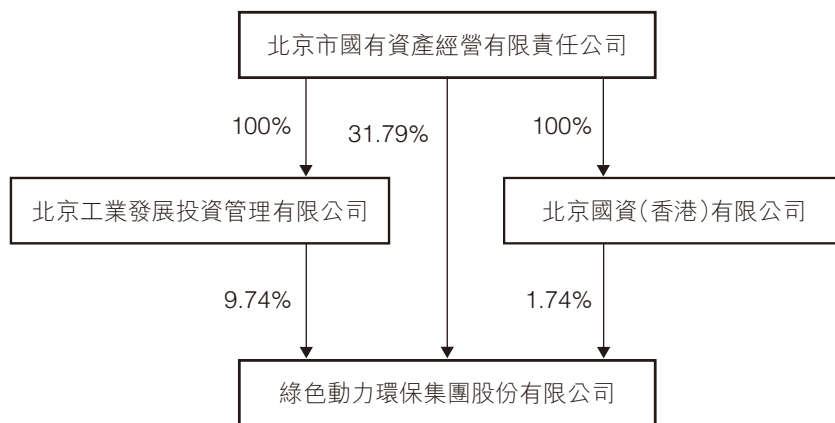 北京市國有資產經營有限責任公司
100%
31.79%
100%
北京工業發展投資管理有限公司
北京國資(香港)有限公司
9.74%
1.74%
綠色動力環保集團股份有限公司